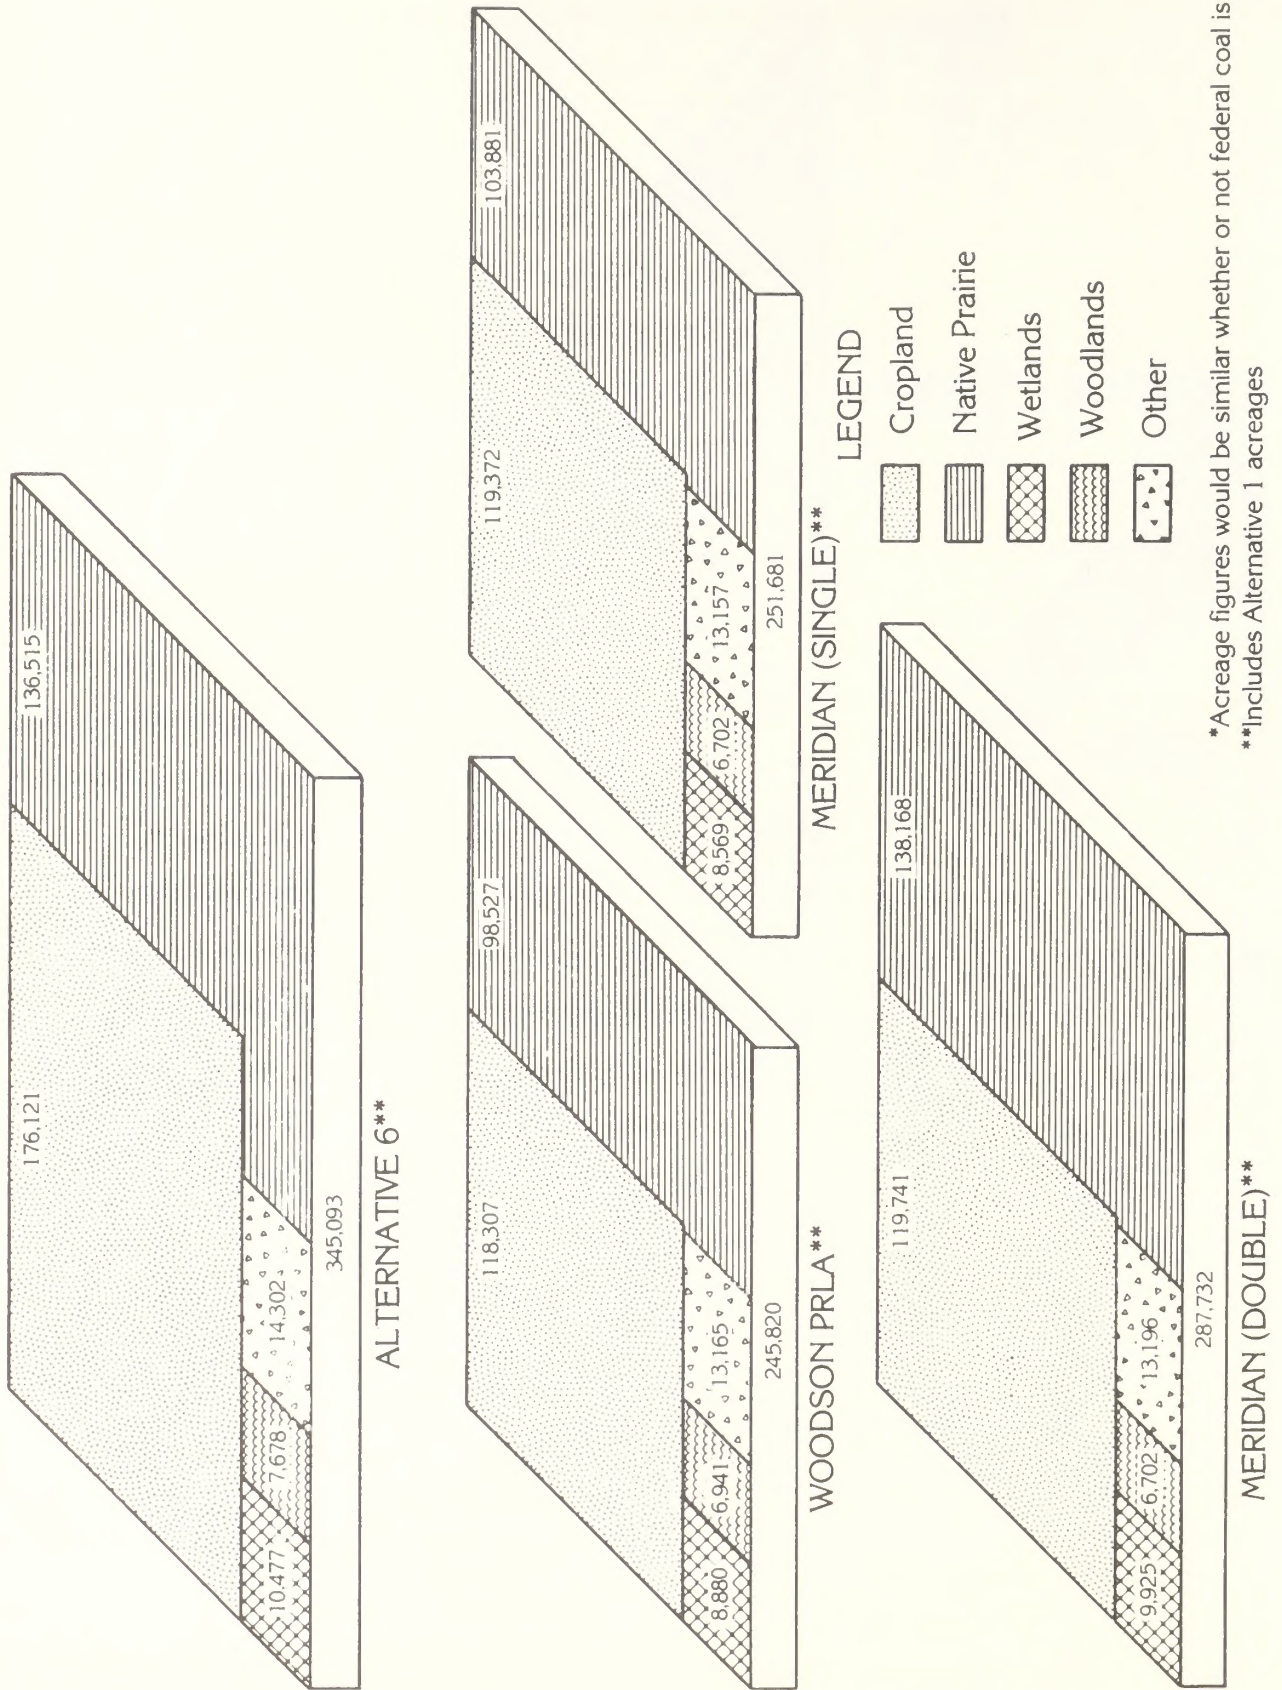 136,515
176,121
14,302
7,678
10,477
345,093
ALTERNATIVE 6**
98,527
118,307
13,165
6,941
8,880
245,820
WOODSON PRLA**
103,881
119,372
13,157
6,702
8,569
251,681
MERIDIAN (SINGLE)**
138,168
119,741
13,196
6,702
9,925
287,732
MERIDIAN (DOUBLE)**
LEGEND
Cropland
Native Prairie
Wetlands
Woodlands
Other
*Acreage figures would be similar whether or not federal coal is
**Includes Alternative 1 acreages